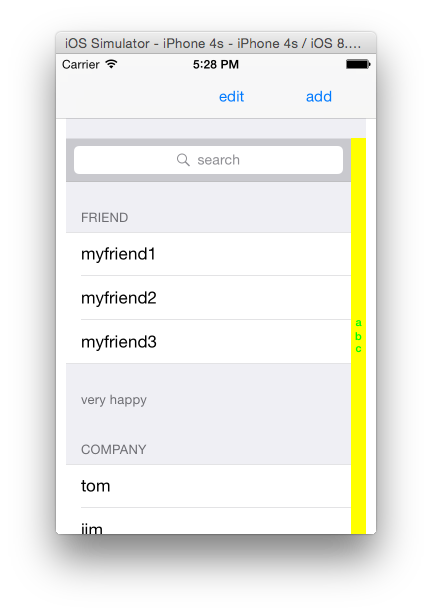 iOS Simulator - iPhone 4s - iPhone 4s / iOS 8....
Carrier 5:28 PM
edit add
search
FRIEND
myfriend1
myfriend2
myfriend3
a
b
c
very happy
COMPANY
tom
jim